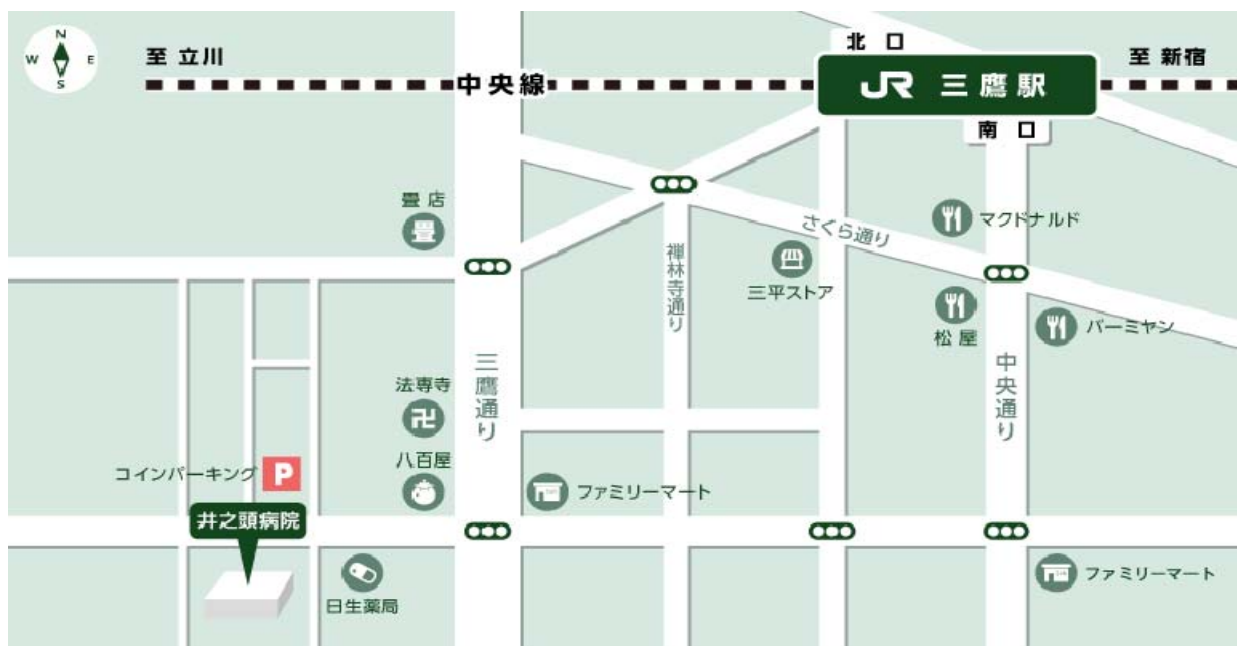 N
W E
S
至 立川
中央線
北 口
JR 三鷹駅
至 新宿
南 口
畳 店
畳
禅林寺通り
さくら通り
マクドナルド
三平ストア
松 屋
バーミヤン
三鷹通り
中央通り
法専寺
卍
八百屋
コインパーキング P
ファミリーマート
井之頭病院
日生薬局
ファミリーマート